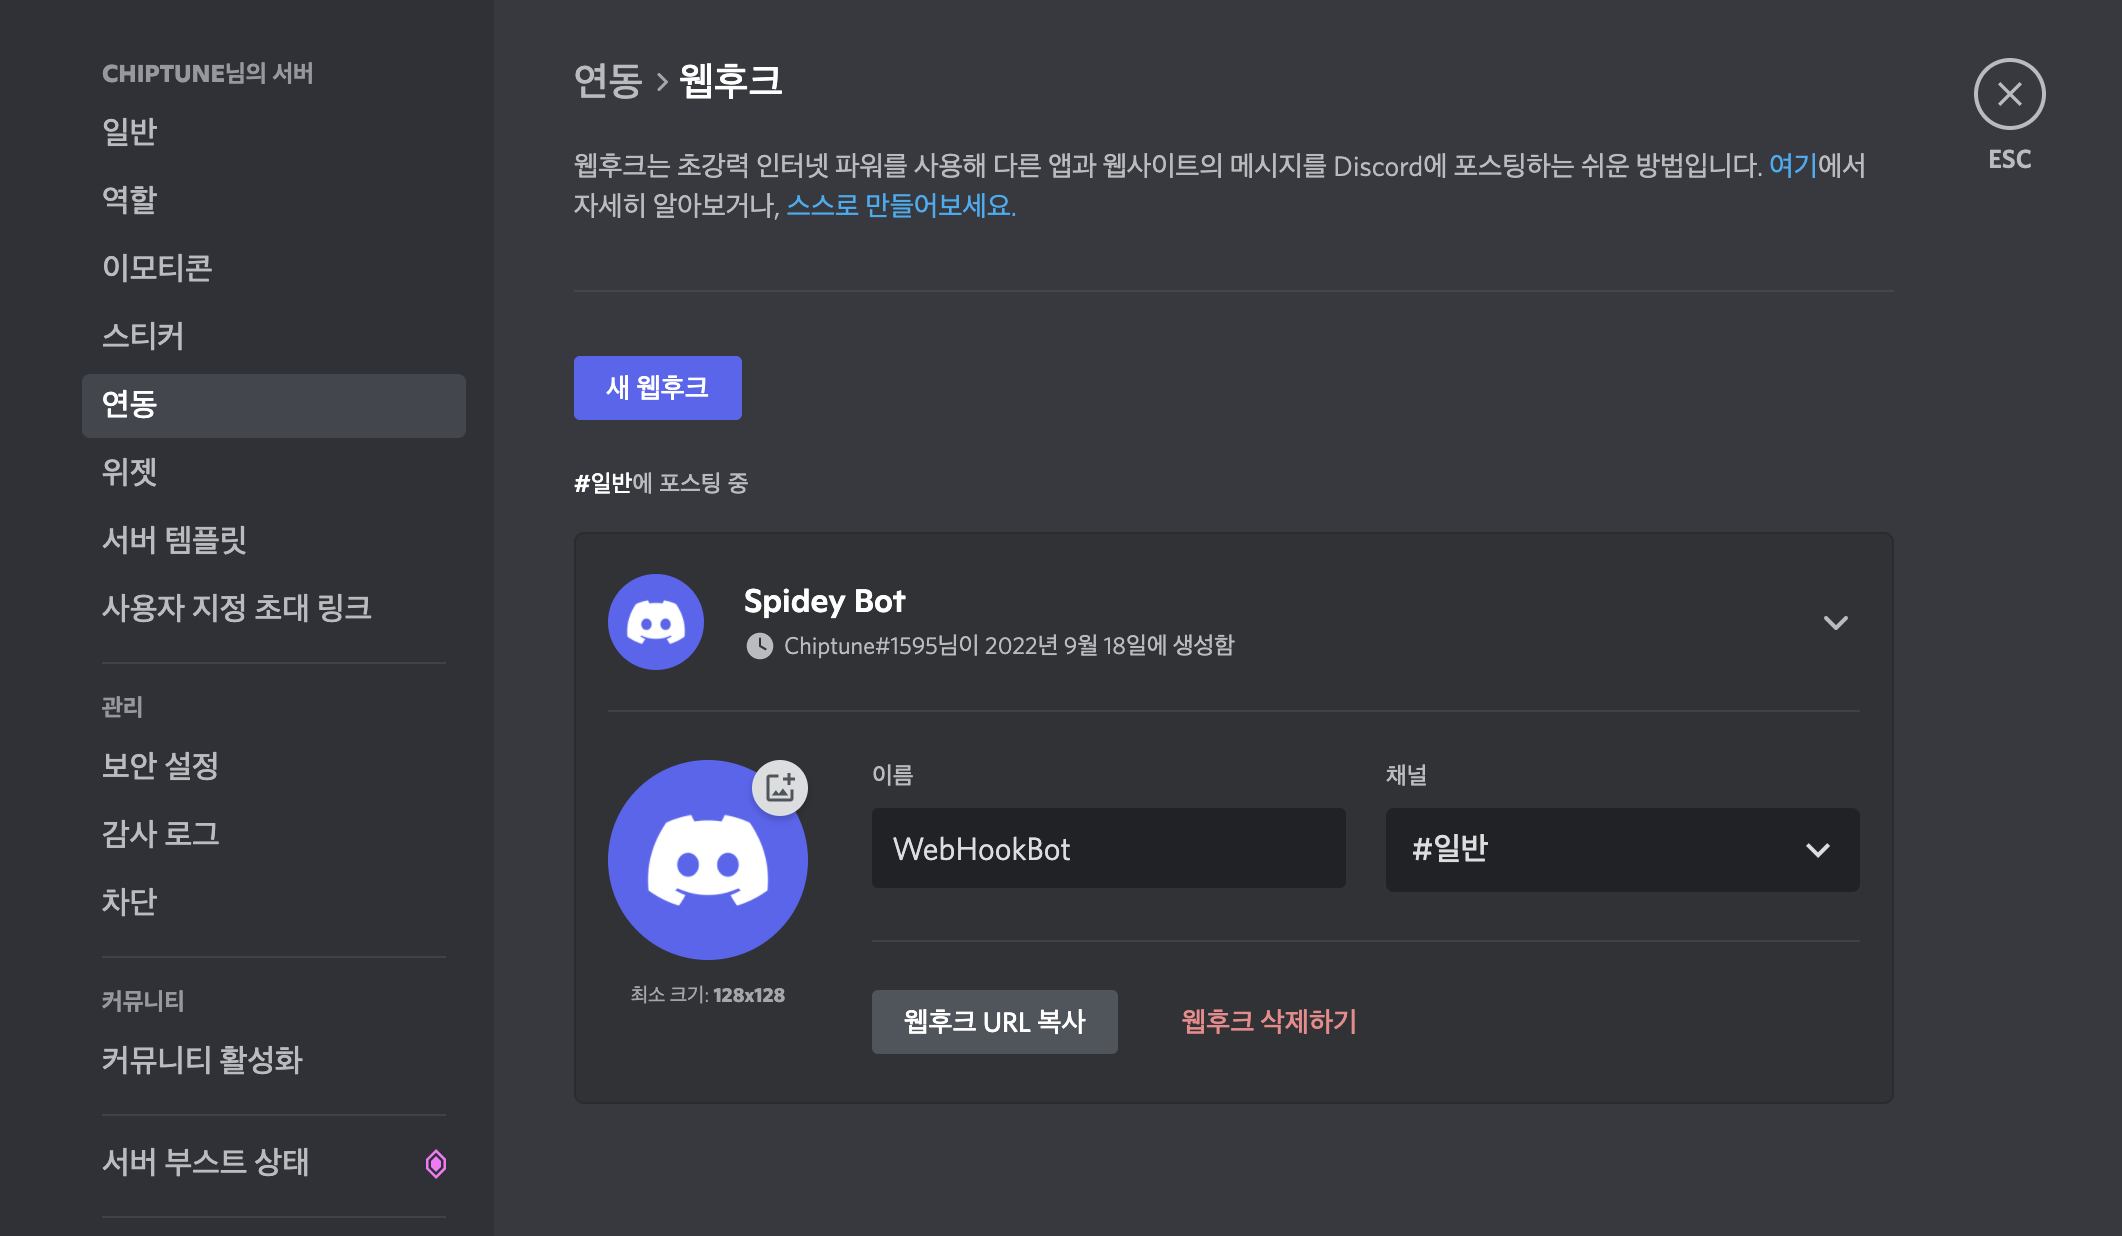 CHIPTUNE님의 서버
일반
역할
이모티콘
스티커
연동
위젯
서버 템플릿
사용자 지정 초대 링크
관리
보안 설정
감사 로그
차단
커뮤니티
커뮤니티 활성화
서버 부스트 상태
연동 > 웹후크
ESC
웹후크는 초강력 인터넷 파워를 사용해 다른 앱과 웹사이트의 메시지를 Discord에 포스팅하는 쉬운 방법입니다. 여기에서
자세히 알아보거나, 스스로 만들어보세요.
새 웹후크
#일반에 포스팅 중
Spidey Bot
Chiptune#1595님이 2022년 9월 18일에 생성함
최소 크기: 128x128
이름
WebHookBot
채널
#일반
웹후크 URL 복사
웹후크 삭제하기